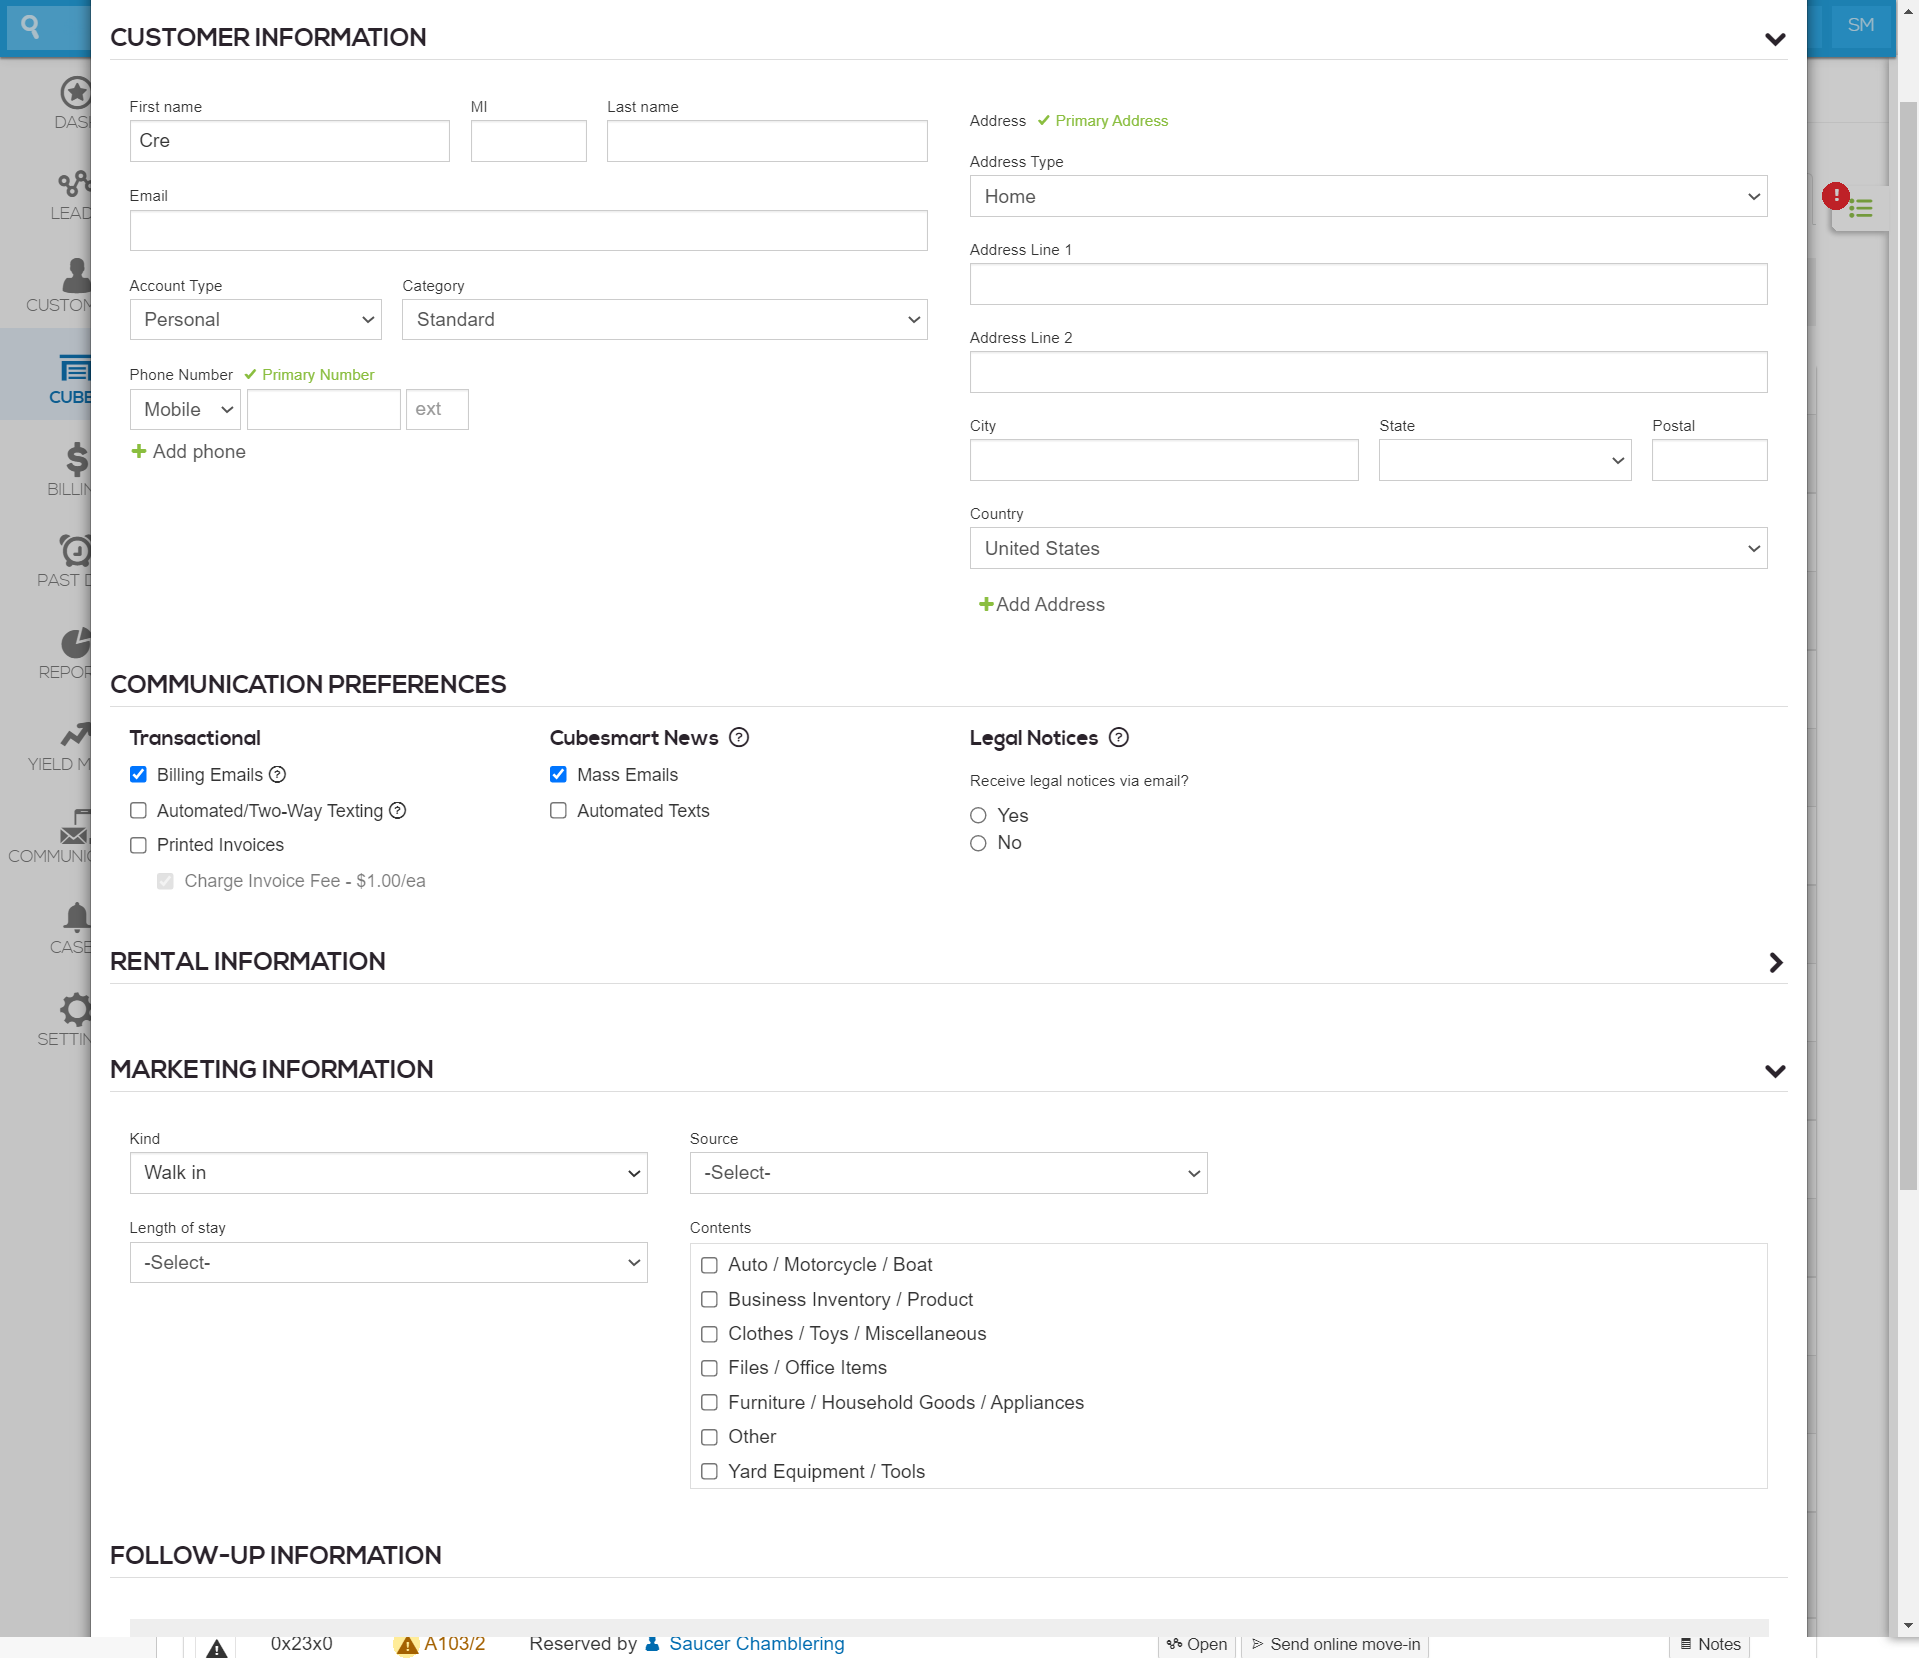 SM
DAS
LEAD
CUSTOM
CUBE
BILLIN
PAST D
REPOR
YIELD M
COMMUNIC
CASE
SETTIN
CUSTOMER INFORMATION
First name
MI
Last name
Cre
Email
Account Type
Category
Personal
Standard
Phone Number
Primary Number
Mobile
ext
Add phone
Address
Primary Address
Address Type
Home
Address Line 1
Address Line 2
City
State
Postal
Country
United States
Add Address
COMMUNICATION PREFERENCES
Transactional
Billing Emails ?
Automated/Two-Way Texting ?
Printed Invoices
Charge Invoice Fee - $1.00/ea
Cubesmart News ?
Mass Emails
Automated Texts
Legal Notices ?
Receive legal notices via email?
Yes
No
RENTAL INFORMATION
MARKETING INFORMATION
Kind
Walk in
Source
-Select-
Length of stay
-Select-
Contents
Auto / Motorcycle / Boat
Business Inventory / Product
Clothes / Toys / Miscellaneous
Files / Office Items
Furniture / Household Goods / Appliances
Other
Yard Equipment / Tools
FOLLOW-UP INFORMATION
0x23x0 A103/2 Reserved by Saucer Chamblering Open Send online move-in Notes